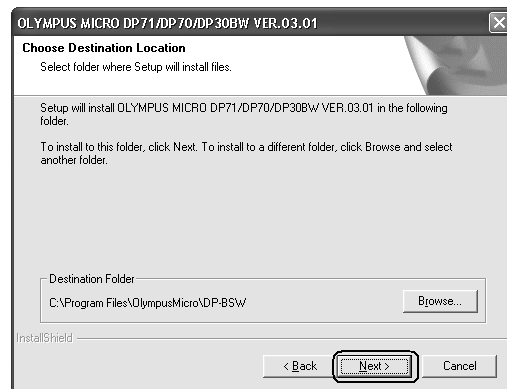 OLYMPUS MICRO DP71/DP70/DP30BW VER.03.01
Choose Destination Location
Select folder where Setup will install files.
Setup will install OLYMPUS MICRO DP71/DP70/DP30BW VER.03.01 in the following
folder.
To install to this folder, click Next. To install to a different folder, click Browse and select
another folder.
Destination Folder
C:\Program Files\OlympusMicro\DP-BSW
Browse...
InstallShield
< Back
Next >
Cancel